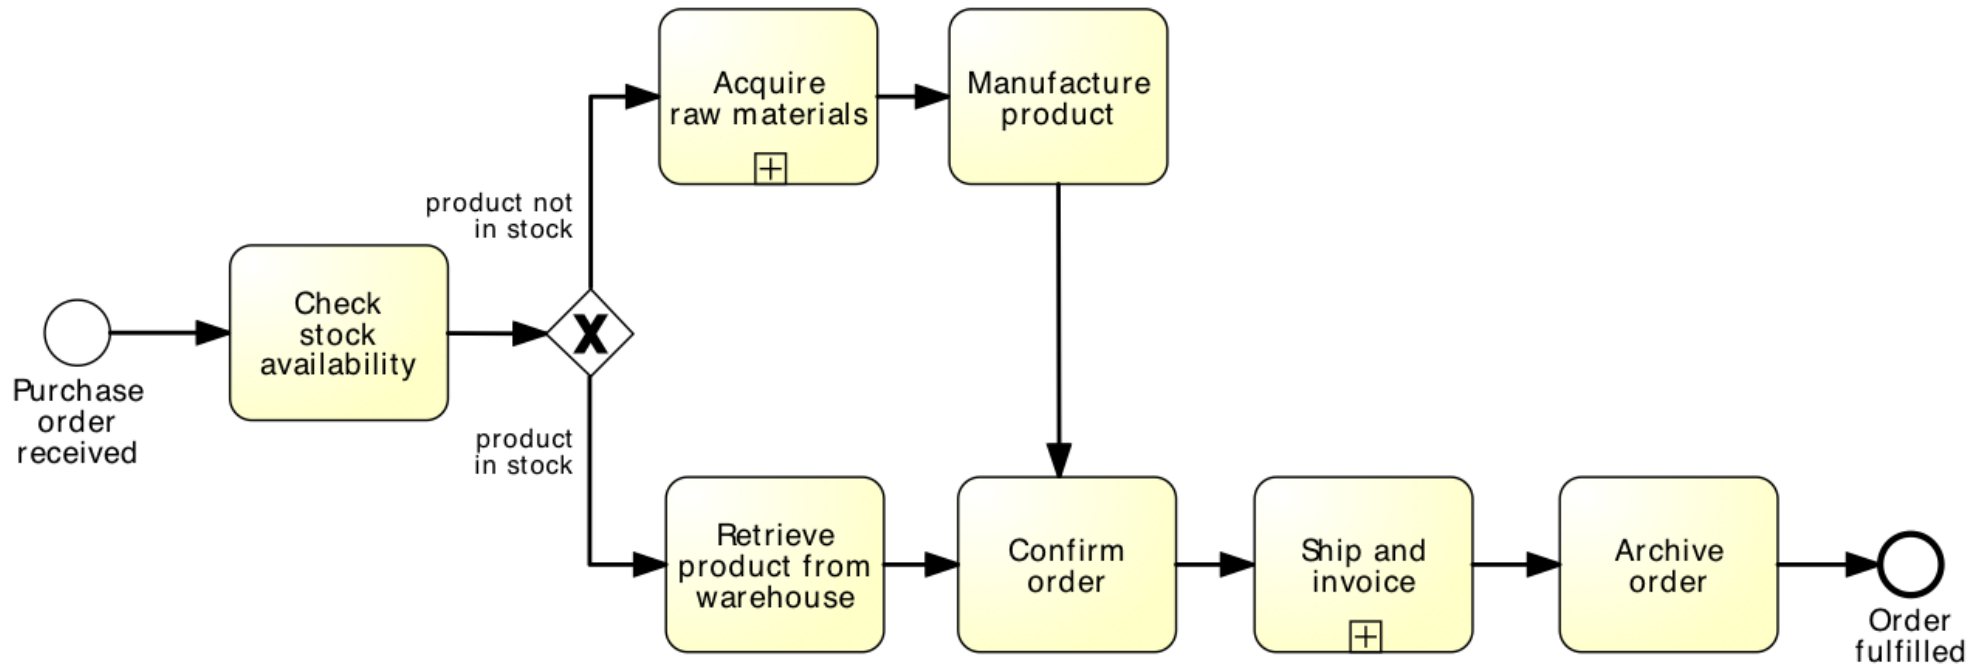 Acquire
raw materials
Manufacture
product
product not
in stock
Check
stock
availability
X
Purchase
order
received
product
in stock
Retrieve
product from
warehouse
Confirm
order
Ship and
invoice
Archive
order
Order
fulfilled